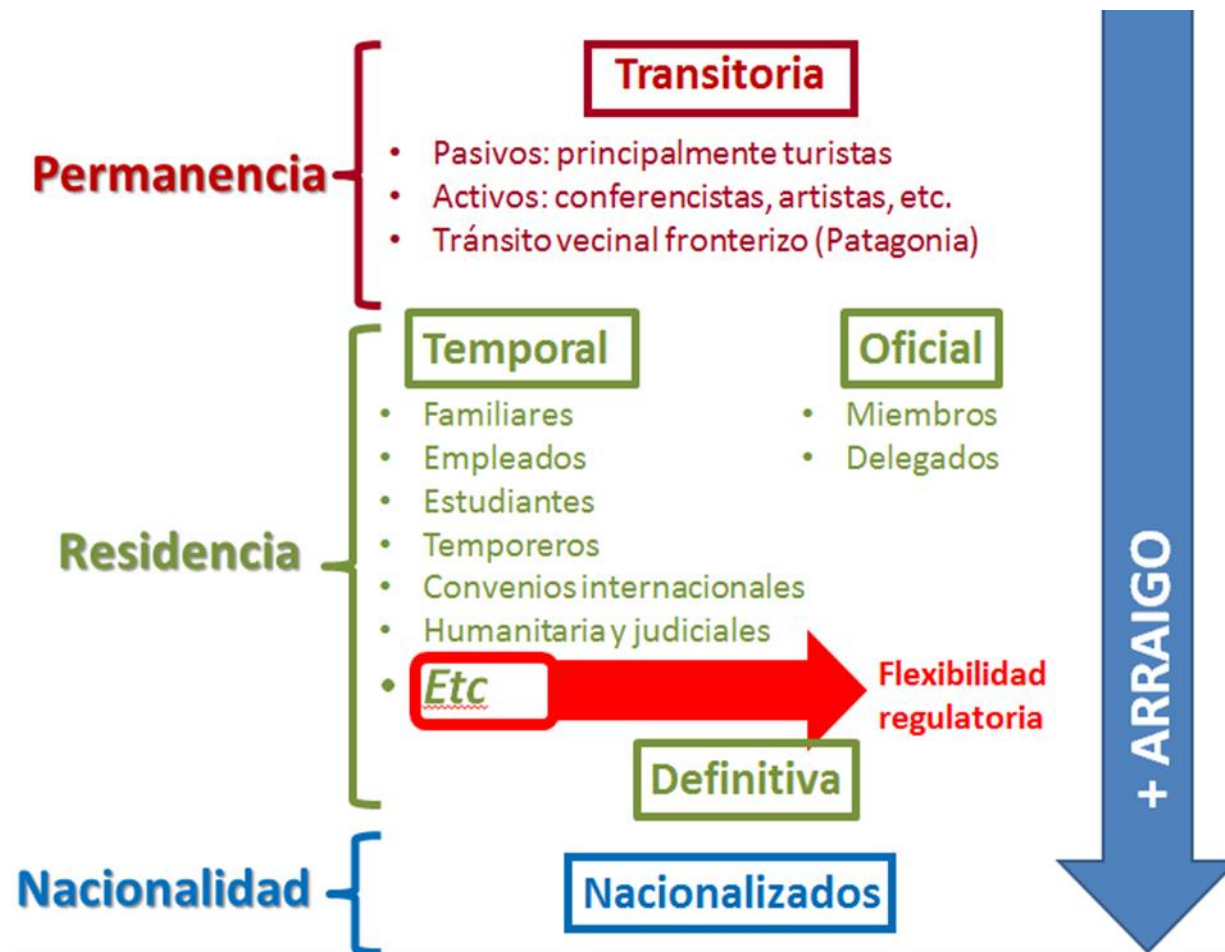 Transitoria
Permanencia
• Pasivos: principalmente turistas
• Activos: conferencistas, artistas, etc.
• Tránsito vecinal fronterizo (Patagonia)
Residencia
Temporal
• Familiares
• Empleados
• Estudiantes
• Temporeros
• Convenios internacionales
• Humanitaria y judiciales
• Etc
Oficial
• Miembros
• Delegados
Flexibilidad
regulatoria
Definitiva
Nacionalidad
Nacionalizados
+ ARRAIGO